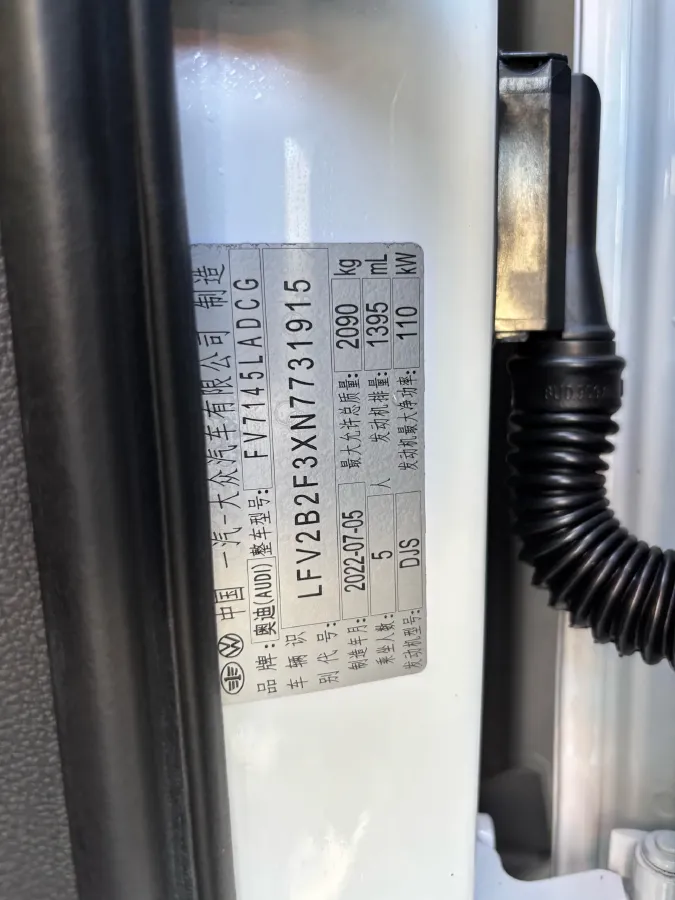 中国 一汽-大众汽车有限公司 制造
品牌: 奥迪(AUDI) 整车型号: FV7145LADCG
车辆识别代号: LFV2B2F3XN7731915
制造年月: 2022-07-05 最大允许总质量: 2090 kg
乘坐人数: 5 人 发动机排量: 1395 mL
发动机型号: DJS 发动机最大净功率: 110 kW